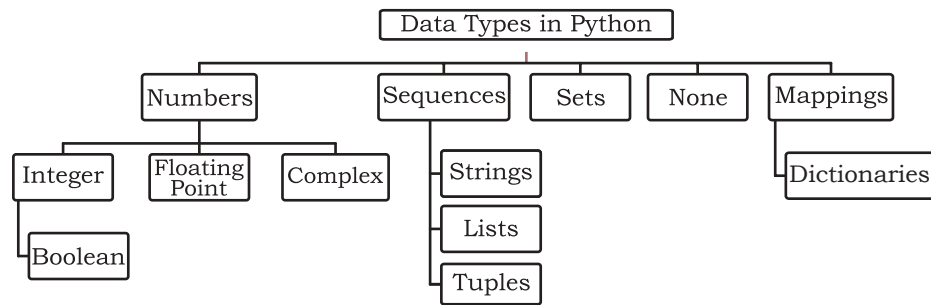 Data Types in Python
Numbers
Sequences
Sets
None
Mappings
Integer
Floating
Point
Complex
Strings
Dictionaries
Lists
Boolean
Tuples